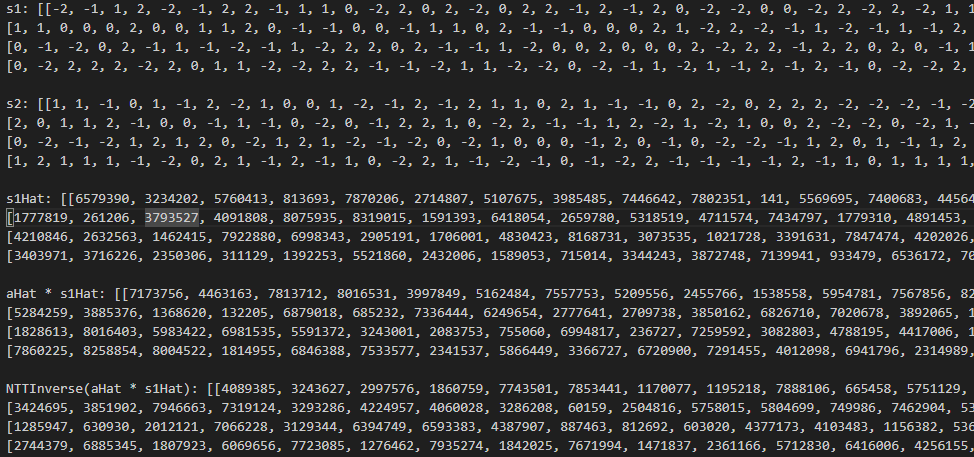 s1: [[-2, -1, 1, 2, -2, -1, 2, 2, -1, 1, 1, 0, -2, 2, 0, 2, -2, 0, 2, 2, -1, 2, -1, 2, 0, -2, -2, 0, 0, -2, 2, -2, 2, -2, 1, 1
[1, 1, 0, 0, 0, 2, 0, 0, 1, 1, 2, 0, -1, -1, 0, 0, -1, 1, 1, 0, 2, -1, -1, 0, 0, 0, 2, 1, -2, 2, -1, -2, -1, -2, 2, -1
[0, -1, -2, 0, 2, -1, 1, -1, -2, -1, 1, -2, 2, 2, 0, 2, -1, -1, 1, -2, 0, 0, 2, 0, 0, 0, 2, -2, 2, 2, -1, 2, 2, 0, 2, 0, -1, 1
[0, -2, 2, 2, 2, -2, 2, 0, 1, 1, -2, 2, 2, 2, -1, -1, -2, 1, 1, -2, -2, 0, -2, -1, 1, -2, 1, -1, 2, -1, 2, -1, 0, -2, -2, 2,
s2: [[1, 1, -1, 0, 1, -1, 2, -2, 1, 0, 0, 1, -2, -1, 2, -1, 2, 1, 1, 0, 2, 1, -1, -1, 0, 2, -2, 0, 2, 2, 2, -2, -2, -2, -1, -2
[2, 0, 1, 1, 2, -1, 0, 0, -1, 1, -1, 0, -2, 0, -1, 2, 2, 1, 0, -2, 2, -1, -1, 1, 2, -2, 1, -2, 1, 0, 0, 2, -2, -2, 0, -2, 1, -
[0, -2, -1, -2, 1, 2, 1, 2, 0, -2, 1, 2, 1, -2, -1, -2, 0, -2, 1, 0, 0, 0, -1, 2, 0, -1, 0, -2, -2, -1, 1, 2, 0, -1, -1, 1, 2,
[1, 2, 1, 1, 1, -1, -2, 0, 2, 1, -1, 2, -1, 1, 0, -2, 2, 1, -1, -2, -1, 0, -1, -2, 2, -1, -1, -1, -1, 2, -1, 1, 0, 1, 1, 1, 1,
s1Hat: [[6579390, 3234202, 5760413, 813693, 7870206, 2714807, 5107675, 3985485, 7446642, 7802351, 141, 5569695, 7400683, 44564
[1777819, 261206, 3793527, 4091808, 8075935, 8319015, 1591393, 6418054, 2659780, 5318519, 4711574, 7434797, 1779310, 4891453,
[4210846, 2632563, 1462415, 7922880, 6998343, 2905191, 1706001, 4830423, 8168731, 3073535, 1021728, 3391631, 7847474, 4202026,
[3403971, 3716226, 2350306, 311129, 1392253, 5521860, 2432006, 1589053, 715014, 3344243, 3872748, 7139941, 933479, 6536172, 70
aHat * s1Hat: [[7173756, 4463163, 7813712, 8016531, 3997849, 5162484, 7557753, 5209556, 2455766, 1538558, 5954781, 7567856, 82
[5284259, 3885376, 1368620, 132205, 6879018, 685232, 7336444, 6249654, 2777641, 2709738, 3850162, 6826710, 7020678, 3892065, 1
[1828613, 8016403, 5983422, 6981535, 5591372, 3243001, 2083753, 755060, 6994817, 236727, 7259592, 3082803, 4788195, 4417006, 1
[7860225, 8258854, 8004522, 1814955, 6846388, 7533577, 2341537, 5866449, 3366727, 6720900, 7291455, 4012098, 6941796, 2314989,
NTTInverse(aHat * s1Hat): [[4089385, 3243627, 2997576, 1860759, 7743501, 7853441, 1170077, 1195218, 7888106, 665458, 5751129,
[3424695, 3851902, 7946663, 7319124, 3293286, 4224957, 4060028, 3286208, 60159, 2504816, 5758015, 5804699, 749986, 7462904, 53
[1285947, 630930, 2012121, 7066228, 3129344, 6394749, 6593383, 4387907, 887463, 812692, 603020, 4377173, 4103483, 1156382, 536
[2744379, 6885345, 1807923, 6069656, 7723085, 1276462, 7935274, 1842025, 7671994, 1471837, 2361166, 5712830, 6416006, 4256155,